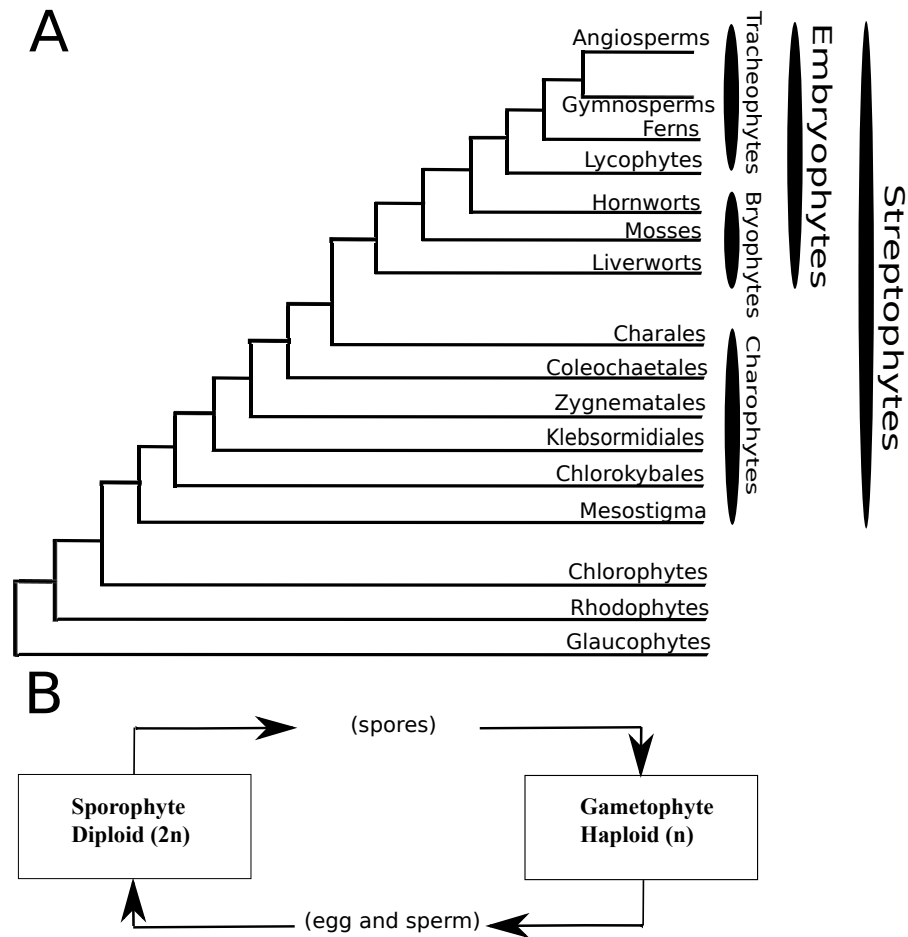 A
Angiosperms
Gymnosperms
Ferns
Lycophytes
Hornworts
Mosses
Liverworts
Charales
Coleochaetales
Zygnematales
Klebsormidiales
Chlorokybales
Mesostigma
Chlorophytes
Rhodophytes
Glaucophytes
Tracheophytes
Bryophytes
Charophytes
Embryophytes
Streptophytes
B
(spores)
Sporophyte
Diploid (2n)
Gametophyte
Haploid (n)
(egg and sperm)